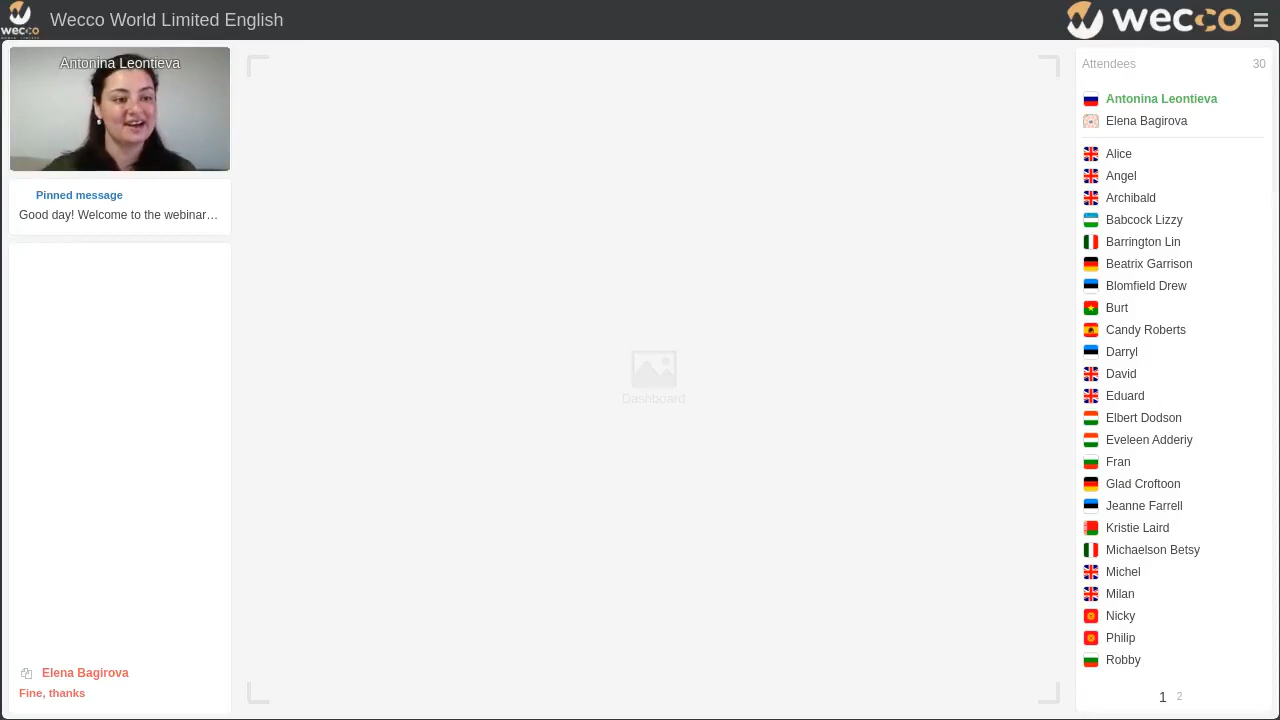 wecco
Wecco World Limited English
wecco
Antonina Leontieva
Pinned message
Good day! Welcome to the webinar…
Elena Bagirova
Fine, thanks
Dashboard
Attendees 30
Antonina Leontieva
Elena Bagirova
Alice
Angel
Archibald
Babcock Lizzy
Barrington Lin
Beatrix Garrison
Blomfield Drew
Burt
Candy Roberts
Darryl
David
Eduard
Elbert Dodson
Eveleen Adderiy
Fran
Glad Croftoon
Jeanne Farrell
Kristie Laird
Michaelson Betsy
Michel
Milan
Nicky
Philip
Robby
1 2